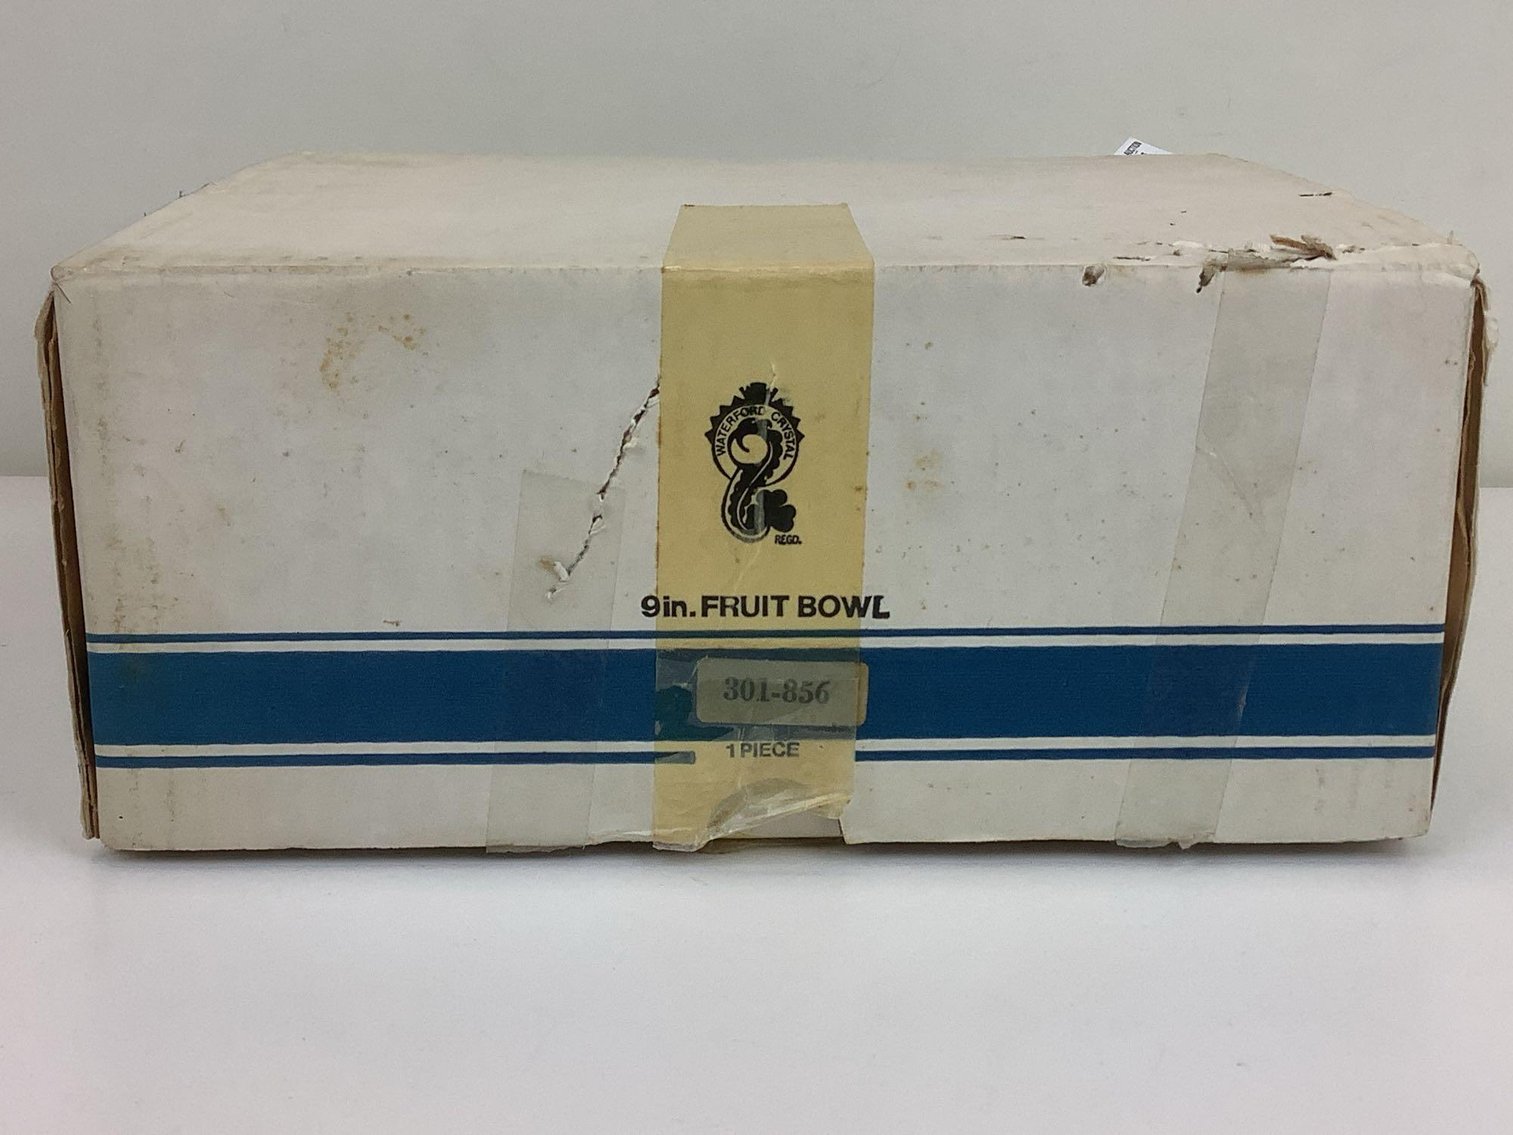 WATERFORD CRYSTAL
REGD.
9in. FRUIT BOWL
301-856
1 PIECE